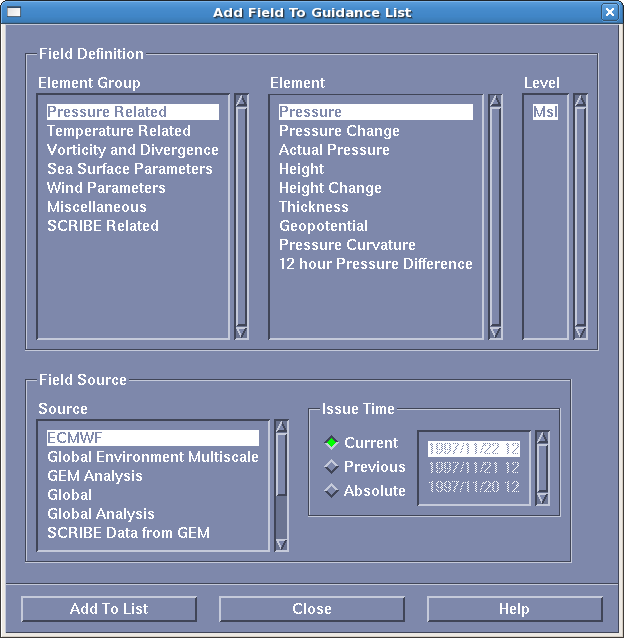 Add Field To Guidance List
Field Definition
Element Group
Pressure Related
Temperature Related
Vorticity and Divergence
Sea Surface Parameters
Wind Parameters
Miscellaneous
SCRIBE Related
Element
Pressure
Pressure Change
Actual Pressure
Height
Height Change
Thickness
Geopotential
Pressure Curvature
12 hour Pressure Difference
Level
Msl
Field Source
Source
ECMWF
Global Environment Multiscale
GEM Analysis
Global
Global Analysis
SCRIBE Data from GEM
Issue Time
Current
Previous
Absolute
1997/11/22 12
1997/11/21 12
1997/11/20 12
Add To List
Close
Help